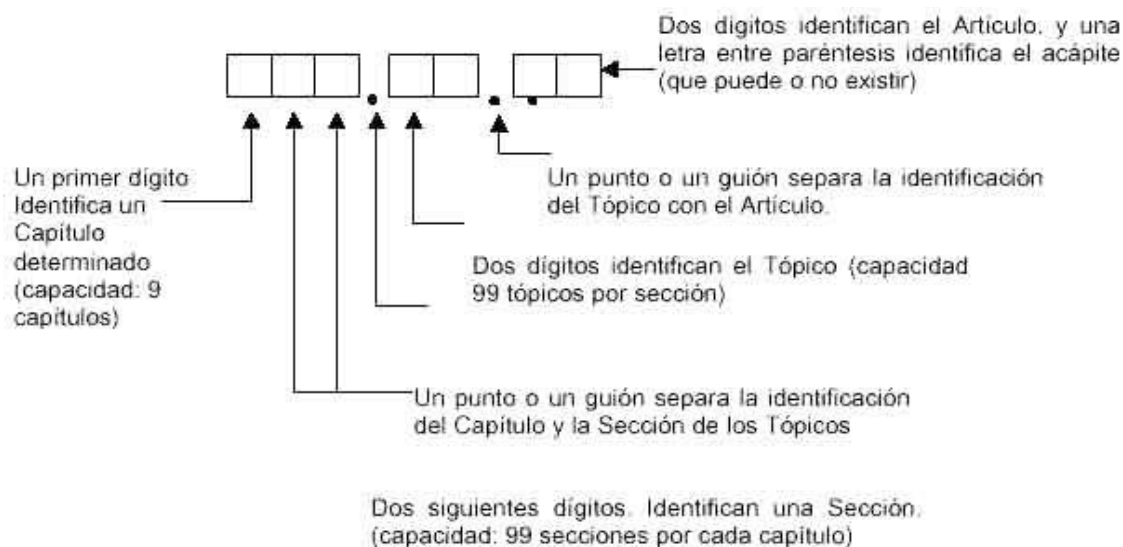 Dos dígitos identifican el Artículo, y una
letra entre paréntesis identifica el acápite
(que puede o no existir)
Un primer dígito
Identifica un
Capítulo
determinado
(capacidad: 9
capítulos)
Un punto o un guión separa la identificación
del Tópico con el Artículo.
Dos dígitos identifican el Tópico (capacidad
99 tópicos por sección)
Un punto o un guión separa la identificación
del Capítulo y la Sección de los Tópicos
Dos siguientes dígitos. Identifican una Sección.
(capacidad: 99 secciones por cada capítulo)